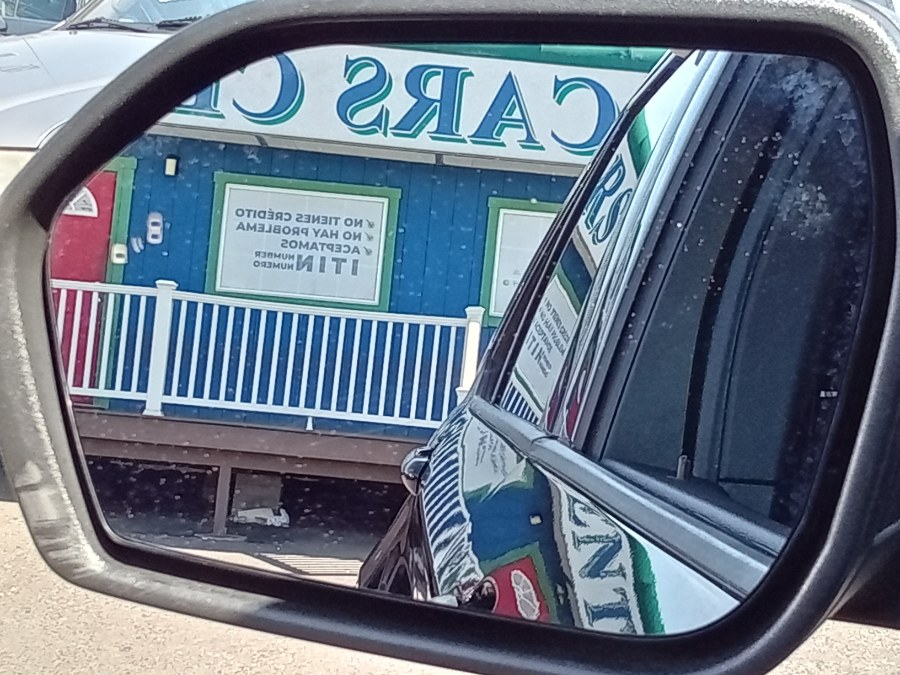 CARS
NO TIENES CRÉDITO
NO HAY PROBLEMA
ACEPTAMOS
ITIN NUMBER
NUMERO